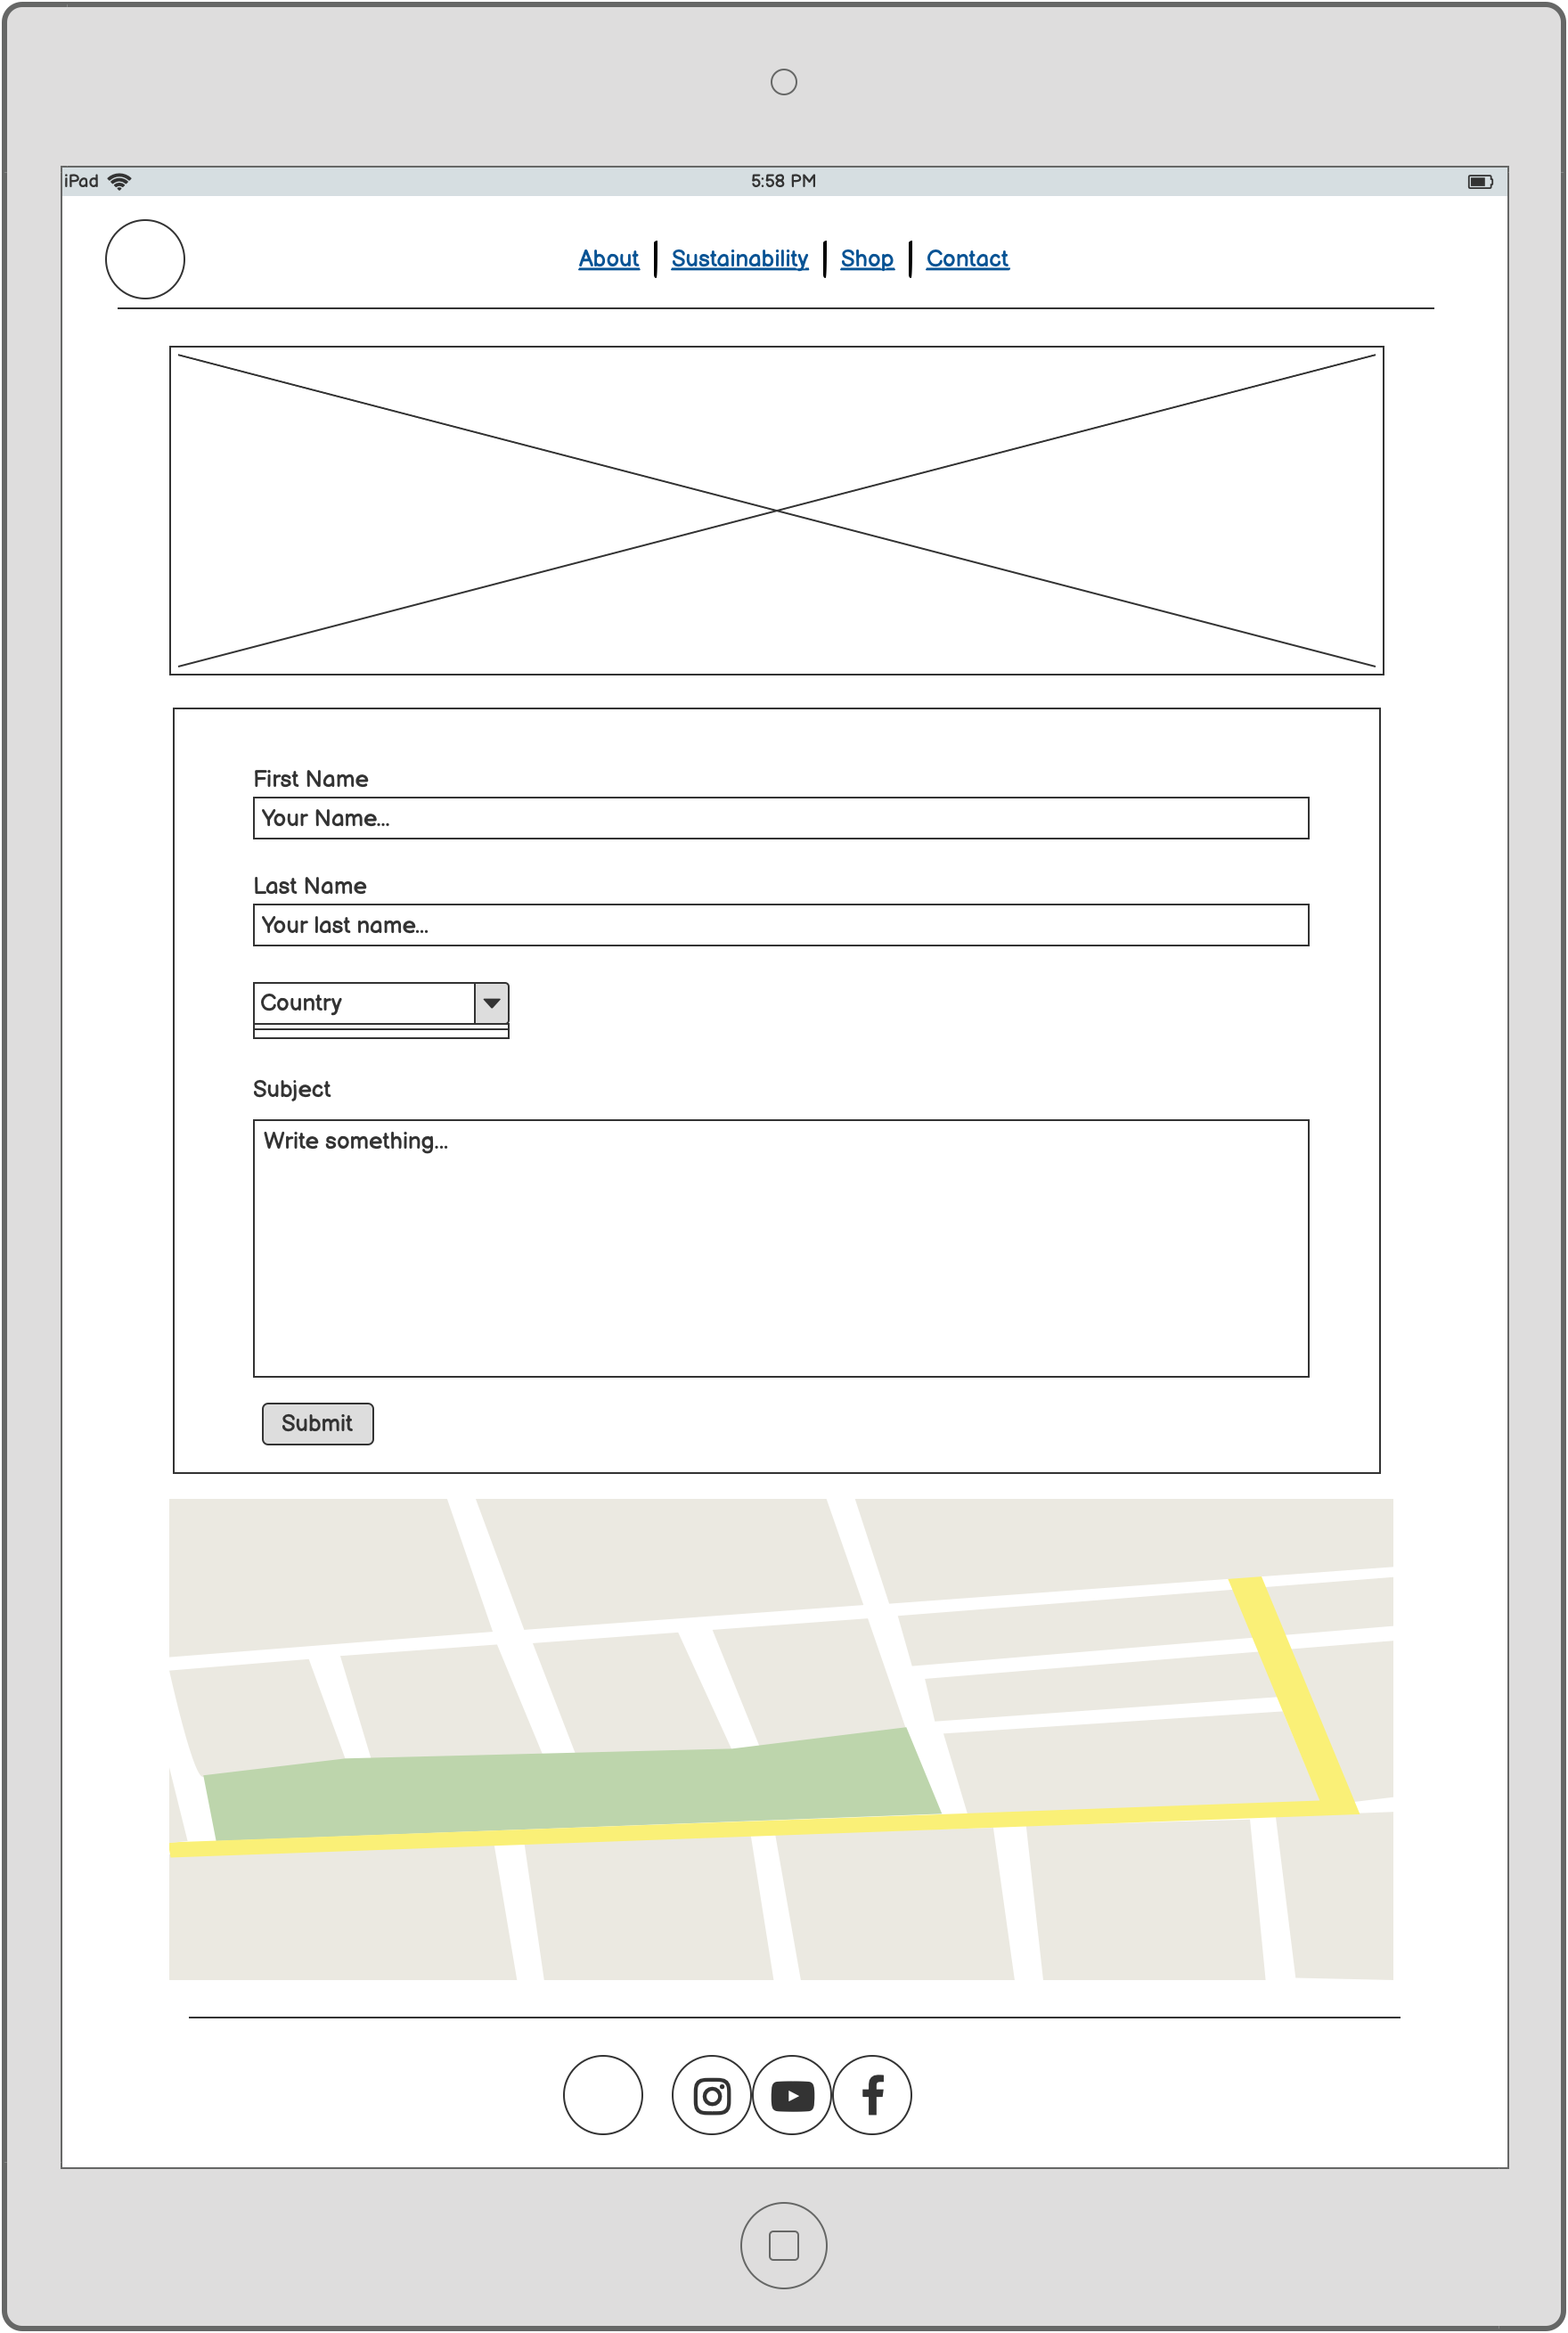 iPad 5:58 PM
About Sustainability Shop Contact
First Name
Your Name...
Last Name
Your last name...
Country
Subject
Write something...
Submit